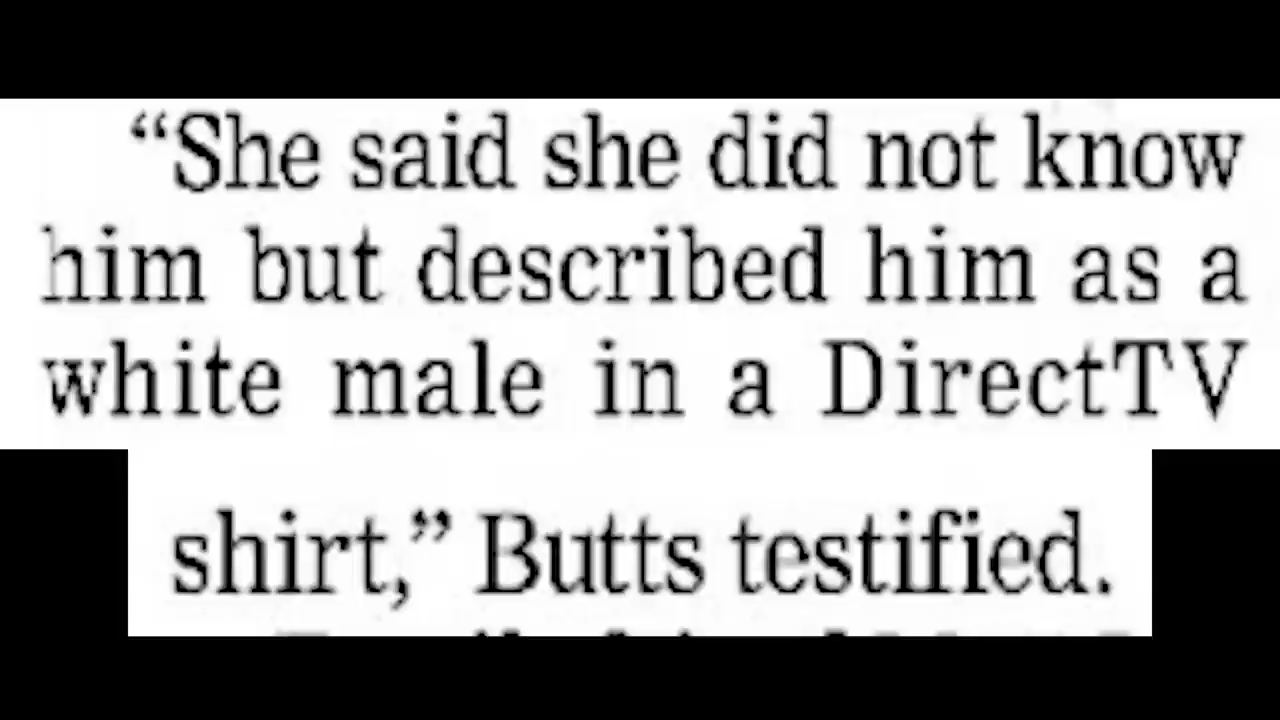 “She said she did not know
him but described him as a
white male in a DirectTV
shirt,” Butts testified.